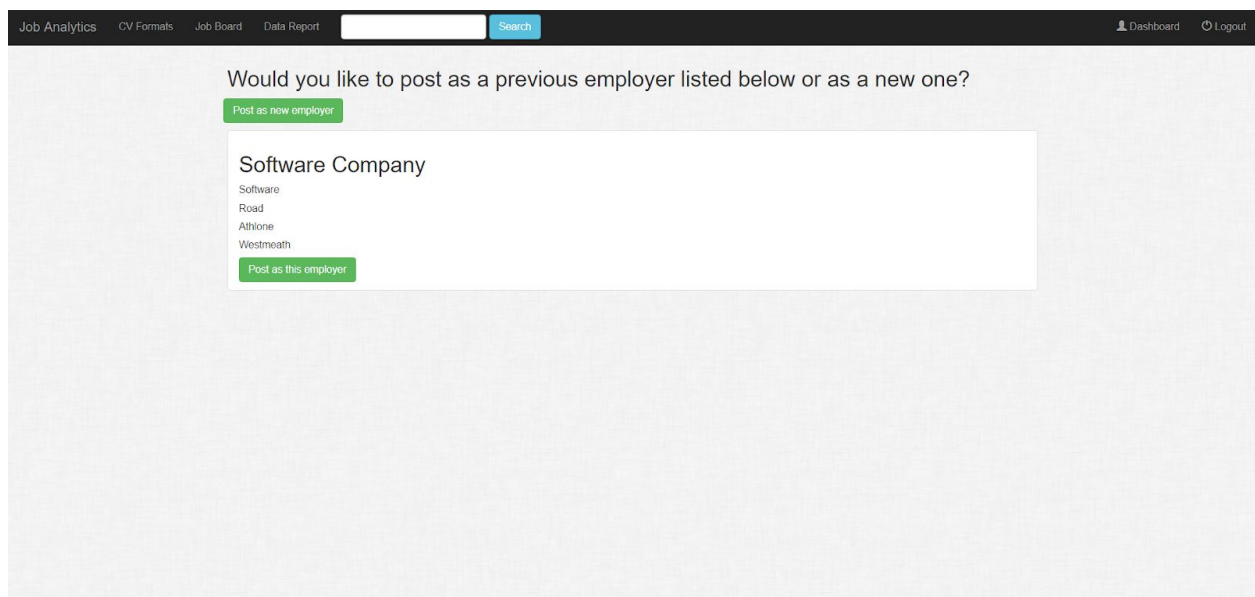 Job Analytics CV Formats Job Board Data Report Search Dashboard Logout
Would you like to post as a previous employer listed below or as a new one?
Post as new employer
Software Company
Software
Road
Athlone
Westmeath
Post as this employer